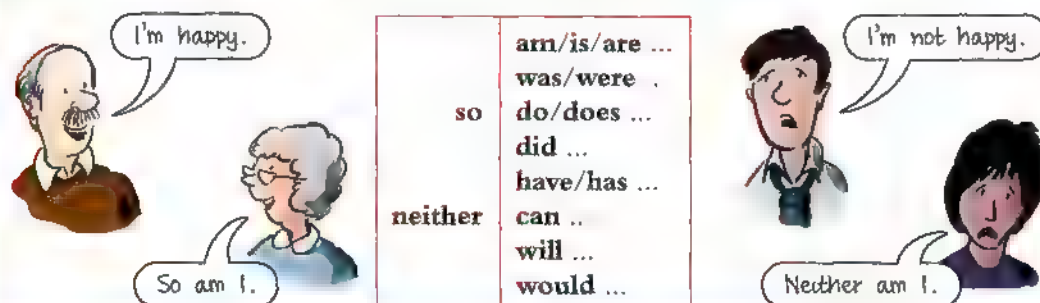 I'm happy.
So am I.
am/is/are ...
was/were .
so do/does ...
did ...
have/has ...
neither can ..
will ...
would ...
I'm not happy.
Neither am I.